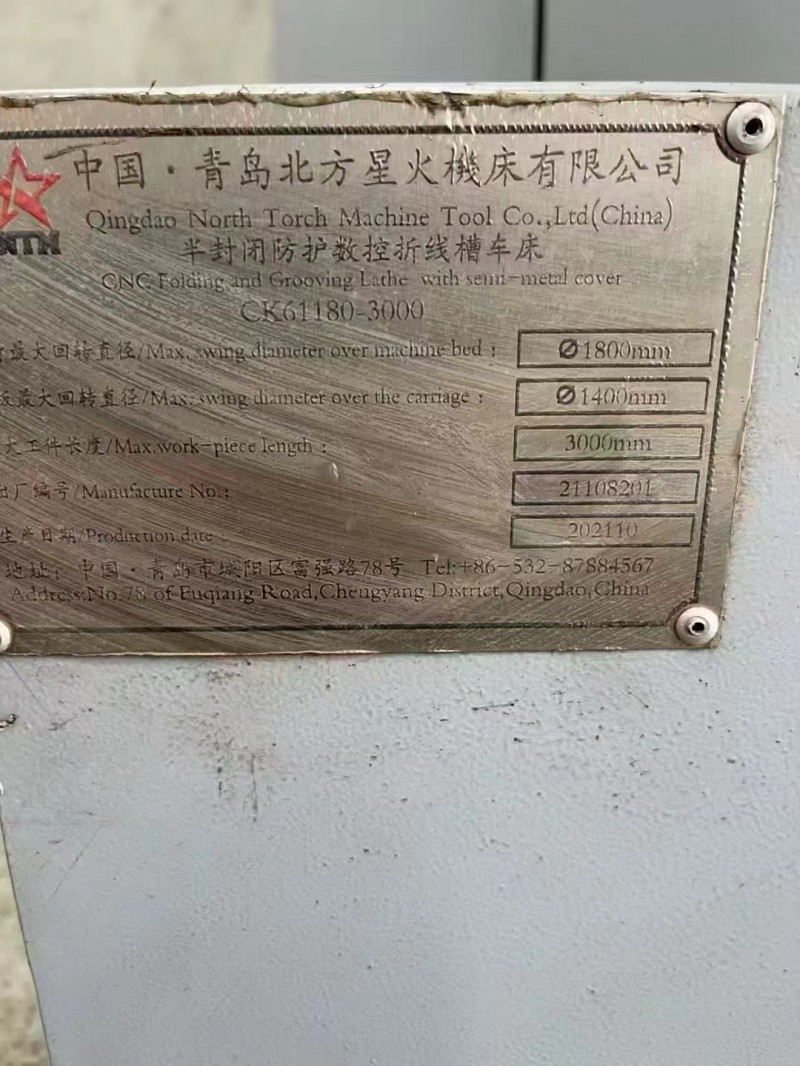 中国·青岛北方星火機床有限公司
Qingdao North Torch Machine Tool Co.,Ltd(China)
NTM
半封闭防护数控折线槽车床
CNC Folding and Grooving Lathe with semi-metal cover
CK61180-3000
最大回转直径/Max. swing diameter over machine bed: Ø1800mm
最大回转直径/Max. swing diameter over the carriage: Ø1400mm
大工件长度/Max.work-piece length: 3000mm
出厂编号/Manufacture No.: 21108201
生产日期/Production date: 202110
地址: 中国·青岛市城阳区富强路78号 Tel:+86-532-87884567
Address:No.78 of Fuqiang Road,Chengyang District,Qingdao,China